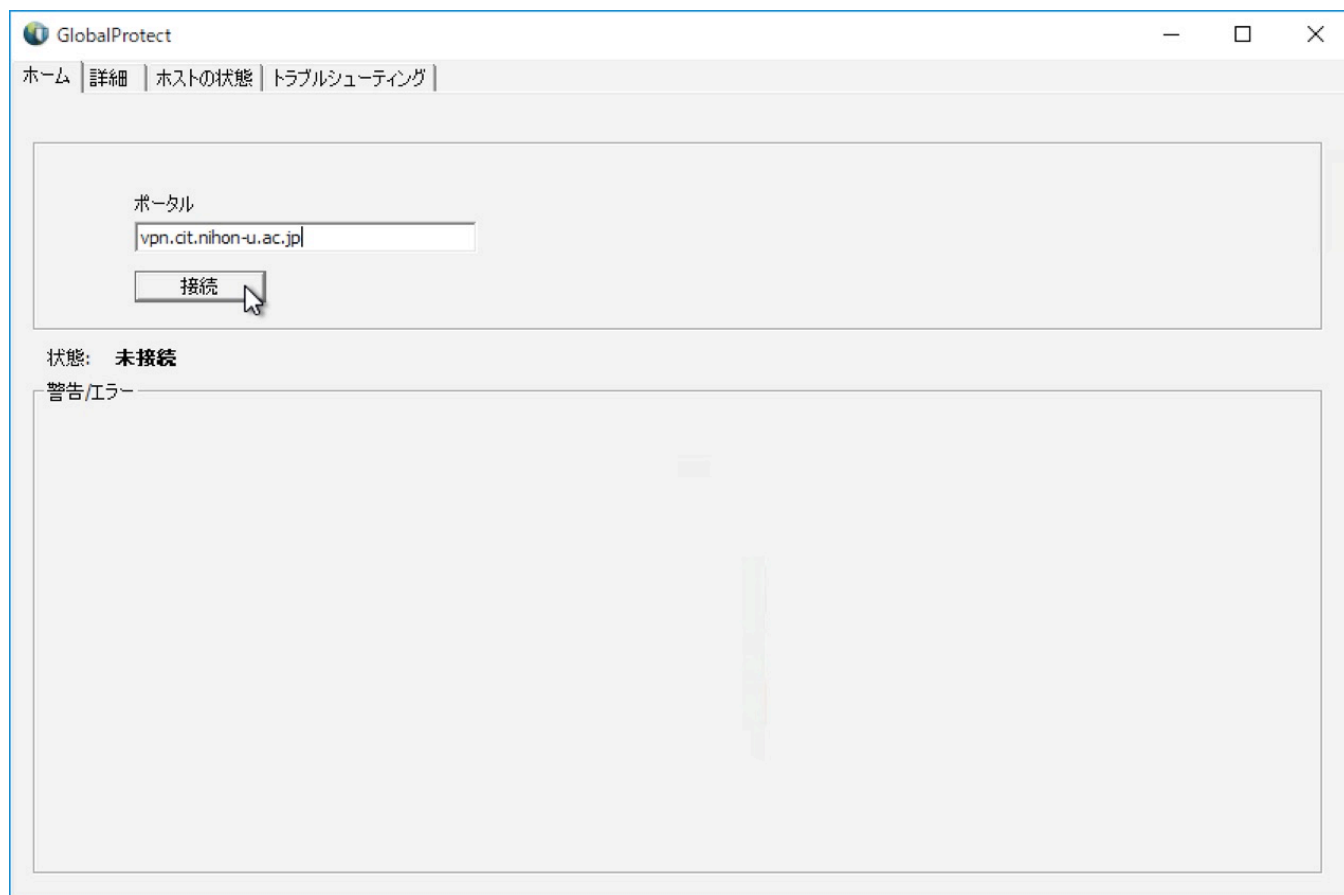 GlobalProtect
ホーム 詳細 ホストの状態 トラブルシューティング
ポータル
vpn.cit.nihon-u.ac.jp
接続
状態: 未接続
警告/エラー